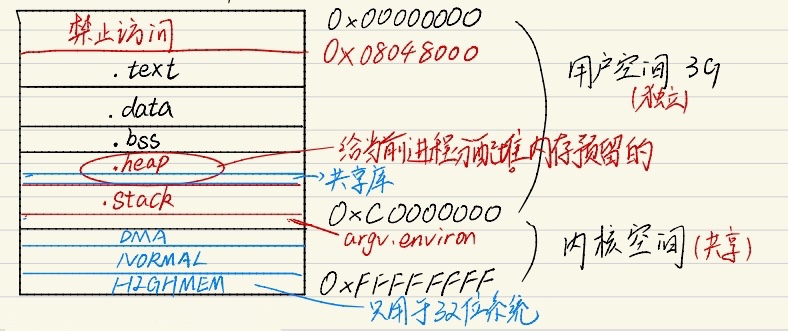 禁止访问
0x00000000
0x08048000
.text
.data
.bss
.heap
给当前进程分配堆内存预留的
共享库
.stack
0xC0000000
argv.environ
用户空间 3G
(独立)
DMA
NORMAL
HIGHMEM
内核空间(共享)
0xFFFFFFFF
只用于32位系统